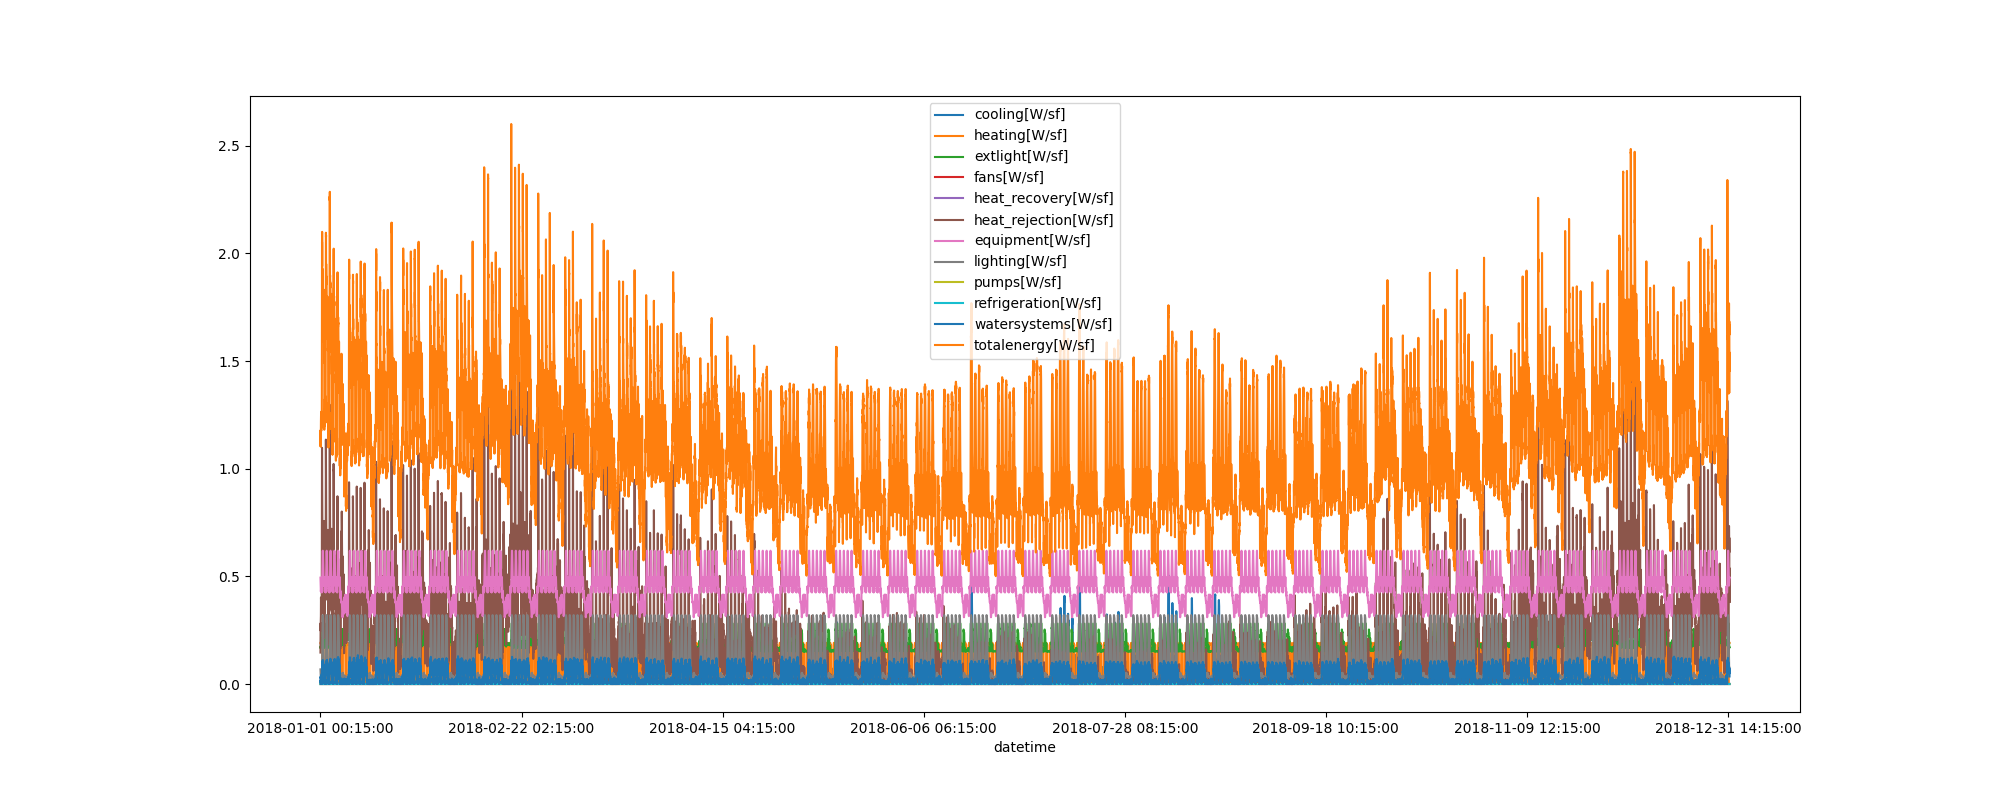 cooling[W/sf]
heating[W/sf]
extlight[W/sf]
fans[W/sf]
heat_recovery[W/sf]
heat_rejection[W/sf]
equipment[W/sf]
lighting[W/sf]
pumps[W/sf]
refrigeration[W/sf]
watersystems[W/sf]
totalenergy[W/sf]
2.5
2.0
1.5
1.0
0.5
0.0
2018-01-01 00:15:00 2018-02-22 02:15:00 2018-04-15 04:15:00 2018-06-06 06:15:00 2018-07-28 08:15:00 2018-09-18 10:15:00 2018-11-09 12:15:00 2018-12-31 14:15:00
datetime